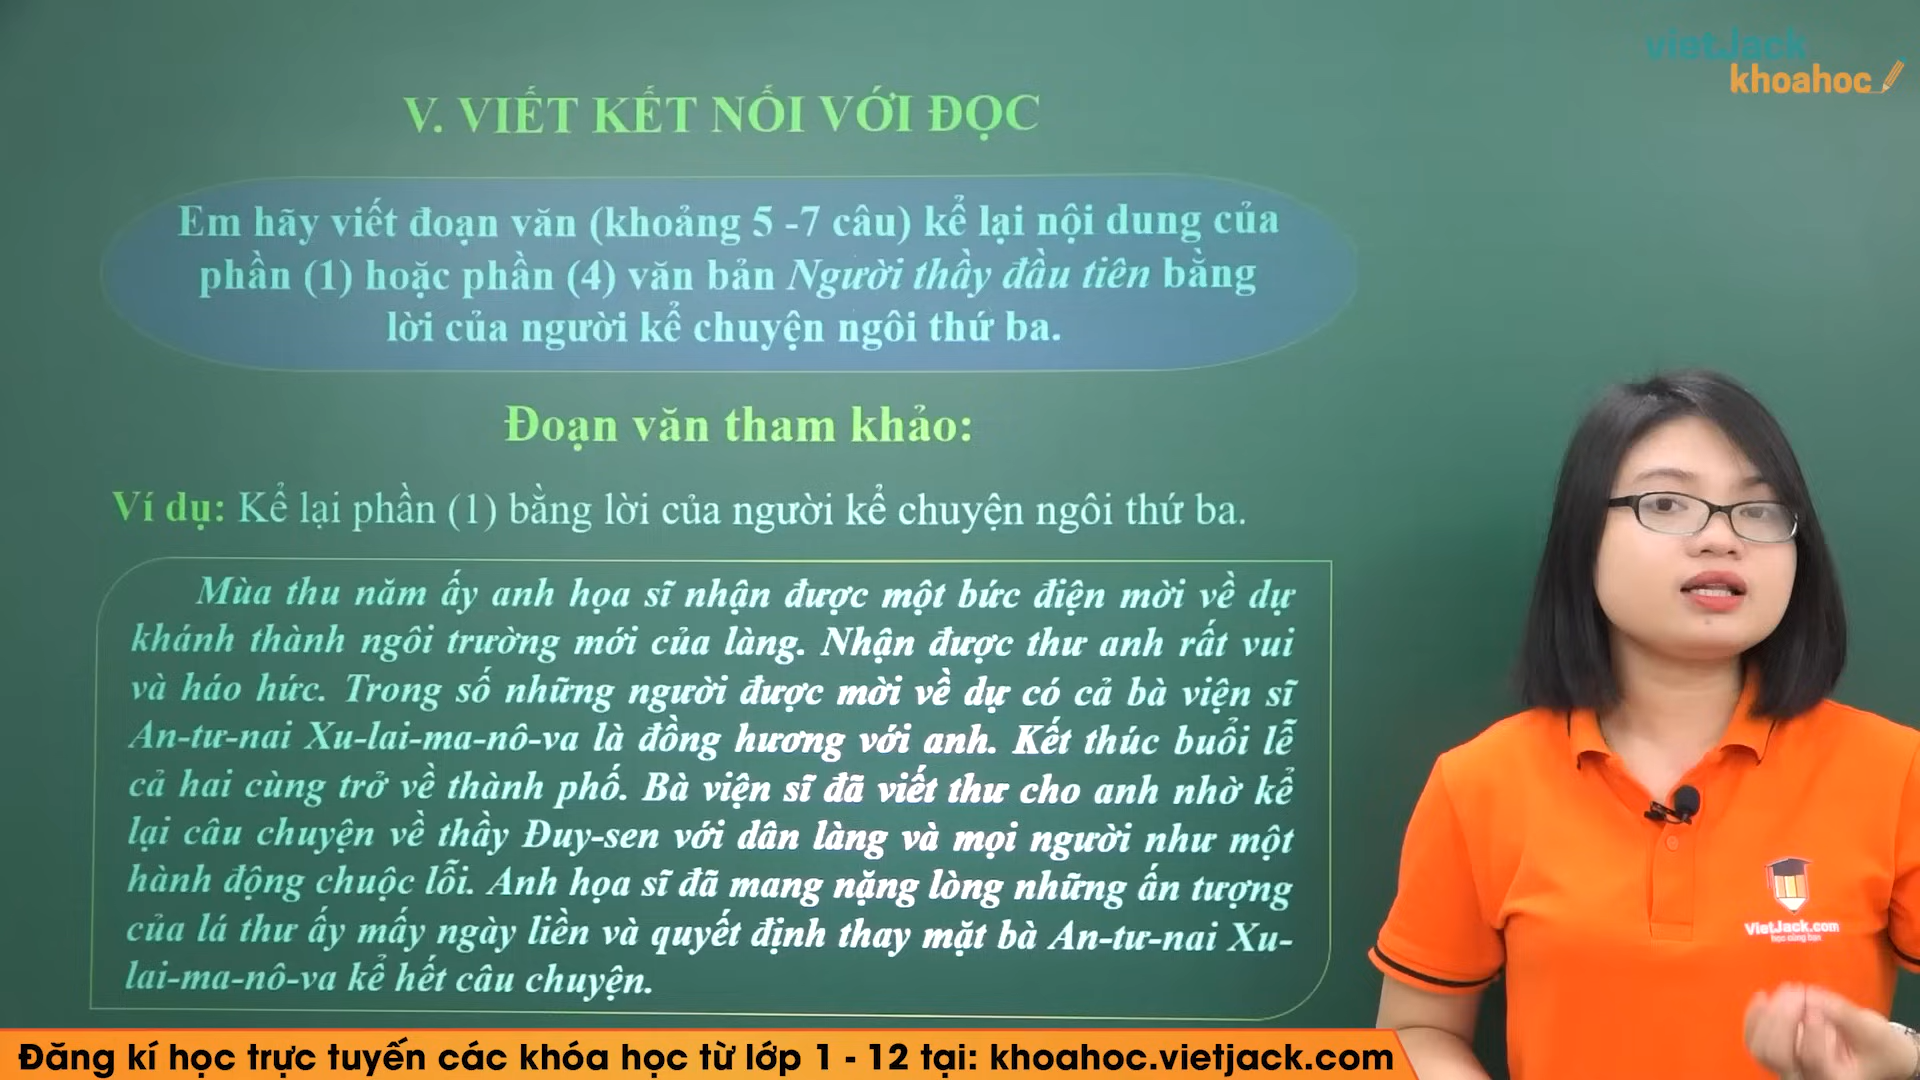 vietJack
khoahoc
V. VIẾT KẾT NỐI VỚI ĐỌC
Em hãy viết đoạn văn (khoảng 5 -7 câu) kể lại nội dung của
phần (1) hoặc phần (4) văn bản Người thầy đầu tiên bằng
lời của người kể chuyện ngôi thứ ba.
Đoạn văn tham khảo:
Ví dụ: Kể lại phần (1) bằng lời của người kể chuyện ngôi thứ ba.
Mùa thu năm ấy anh họa sĩ nhận được một bức điện mời về dự
khánh thành ngôi trường mới của làng. Nhận được thư anh rất vui
và háo hức. Trong số những người được mời về dự có cả bà viện sĩ
An-tư-nai Xu-lai-ma-nô-va là đồng hương với anh. Kết thúc buổi lễ
cả hai cùng trở về thành phố. Bà viện sĩ đã viết thư cho anh nhờ kể
lại câu chuyện về thầy Đuy-sen với dân làng và mọi người như một
hành động chuộc lỗi. Anh họa sĩ đã mang nặng lòng những ấn tượng
của lá thư ấy mấy ngày liền và quyết định thay mặt bà An-tư-nai Xu-
lai-ma-nô-va kể hết câu chuyện.
VietJack.com
học cùng bạn
Đăng kí học trực tuyến các khóa học từ lớp 1 - 12 tại: khoahoc.vietjack.com